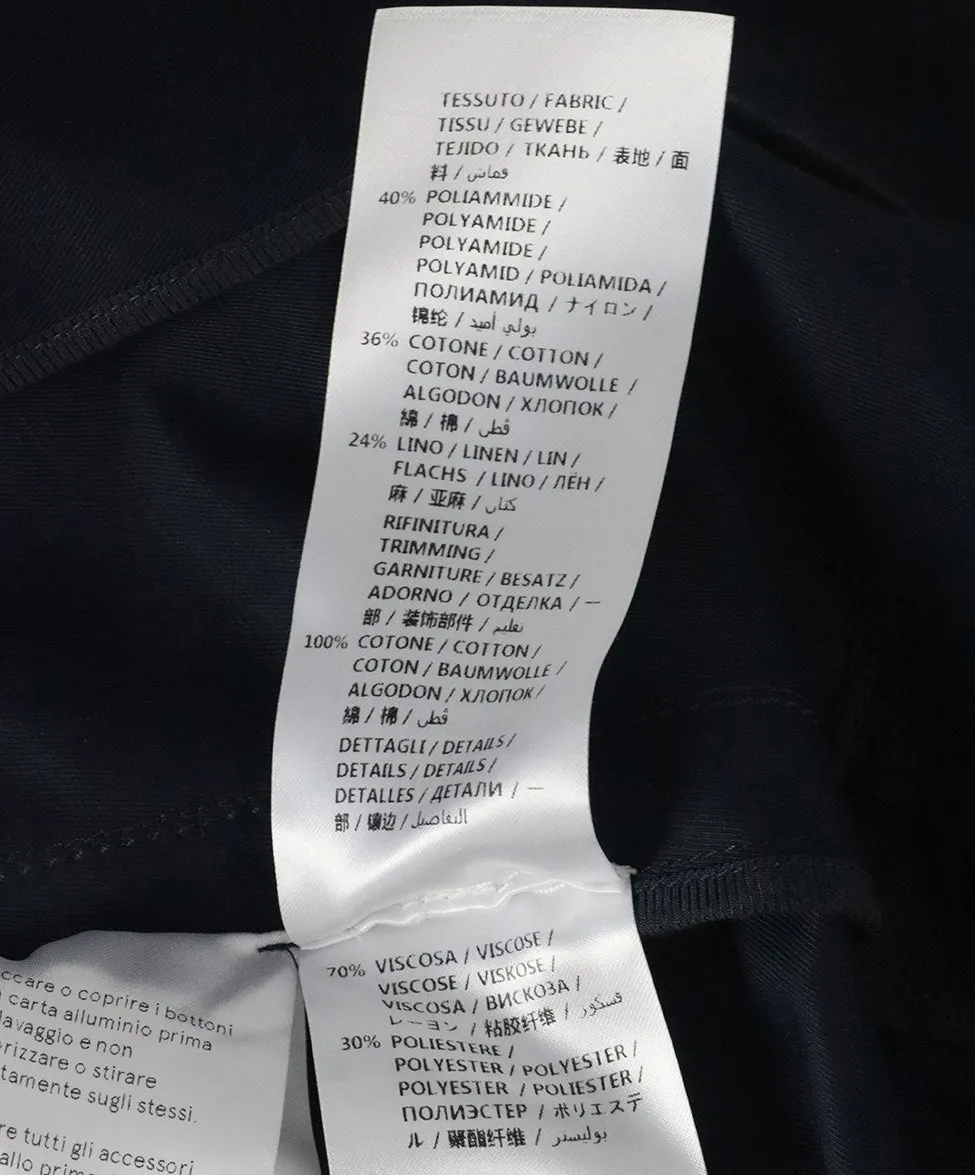 TESSUTO / FABRIC /
TISSU / GEWEBE /
TEJIDO / ТКАНЬ / 表地 / 面
料 / قماش
40% POLIAMMIDE /
POLYAMIDE /
POLYAMIDE /
POLYAMID / POLIAMIDA /
ПОЛИАМИД / ナイロン /
锦纶 / بولي أميد
36% COTONE / COTTON /
COTON / BAUMWOLLE /
ALGODON / ХЛОПОК /
綿 / 棉 / قطن
24% LINO / LINEN / LIN /
FLACHS / LINO / ЛЁН /
麻 / 亚麻 / كتان
RIFINITURA /
TRIMMING /
GARNITURE / BESATZ /
ADORNO / ОТДЕЛКА / 一
部 / 装饰部件 / تقليم
100% COTONE / COTTON /
COTON / BAUMWOLLE /
ALGODON / ХЛОПОК /
綿 / 棉 / قطن
DETTAGLI / DETAILS /
DETAILS / DETAILS /
DETALLES / ДЕТАЛИ / 一
部 / 镶边 / التفاصيل
70% VISCOSA / VISCOSE /
VISCOSE / VISKOSE /
VISCOSA / ВИСКОЗА /
レーヨン / 粘胶纤维 / فسكور
30% POLIESTERE /
POLYESTER / POLYESTER /
POLYESTER / POLIESTER /
ПОЛИЭСТЕР / ポリエステ
ル / 聚酯纤维 / بوليستر
ccare o coprire i bottoni
carta alluminio prima
lavaggio e non
rizzare o stirare
tamente sugli stessi.
re tutti gli accessori
allo prim